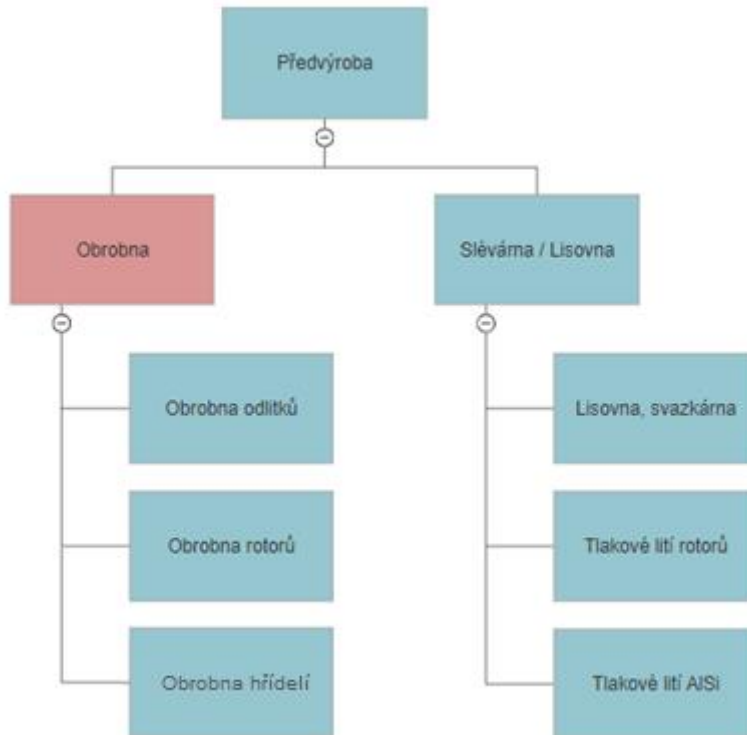 Předvýroba
Obrobna
Slévárna / Lisovna
Obrobna odlitků
Lisovna, svazkárna
Obrobna rotorů
Tlakové lití rotorů
Obrobna hřídelí
Tlakové lití AlSi